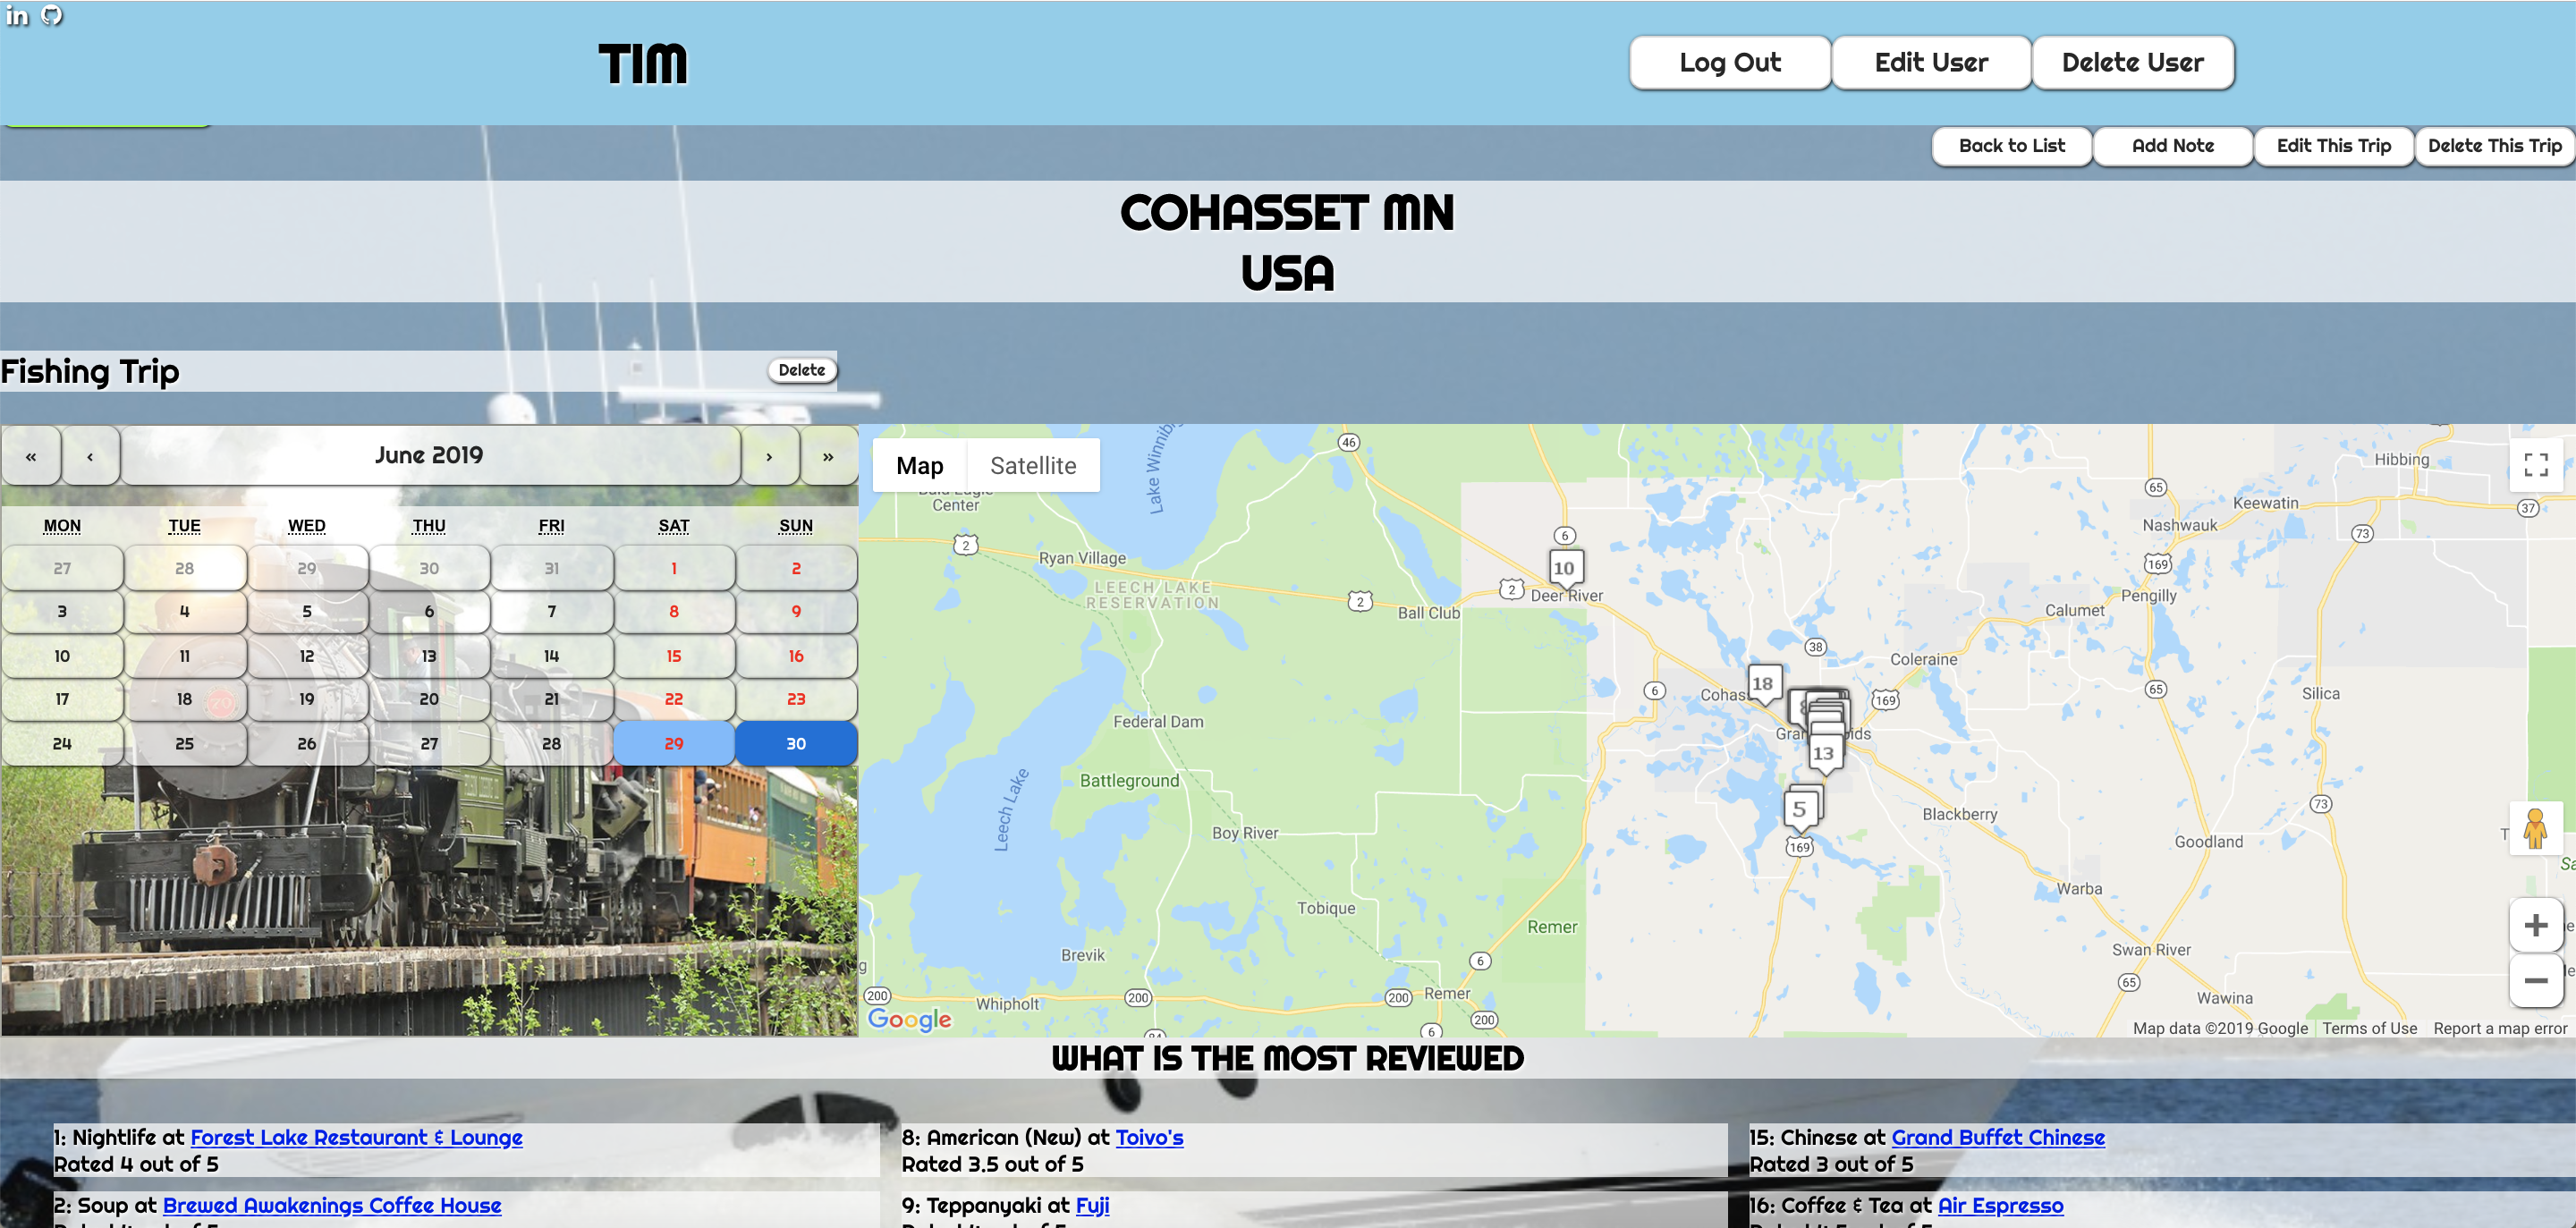 in
TIM
Log Out
Edit User
Delete User
Back to List
Add Note
Edit This Trip
Delete This Trip
COHASSET MN
USA
Fishing Trip
Delete
«
‹
June 2019
›
»
MON TUE WED THU FRI SAT SUN
27 28 29 30 31 1 2
3 4 5 6 7 8 9
10 11 12 13 14 15 16
17 18 19 20 21 22 23
24 25 26 27 28 29 30
Map
Satellite
Center
Lake
46
Hibbing
65
Keewatin
37
Nashwauk
73
2
Ryan Village
6
169
10
LEECH LAKE
RESERVATION
2
Ball Club
2
Deer River
Calumet
Pengilly
38
Coleraine
18
6
169
65
Silica
Federal Dam
13
Battleground
Leech Lake
5
Blackberry
73
Boy River
169
Goodland
Tobique
Remer
Warba
Brevik
6
Swan River
200
Whipholt
200
200
Remer
65
Wawina
200
6
Google
Map data ©2019 Google
Terms of Use
Report a map error
WHAT IS THE MOST REVIEWED
1: Nightlife at Forest Lake Restaurant & Lounge
Rated 4 out of 5
8: American (New) at Toivo's
Rated 3.5 out of 5
15: Chinese at Grand Buffet Chinese
Rated 3 out of 5
2: Soup at Brewed Awakenings Coffee House
9: Teppanyaki at Fuji
16: Coffee & Tea at Air Espresso